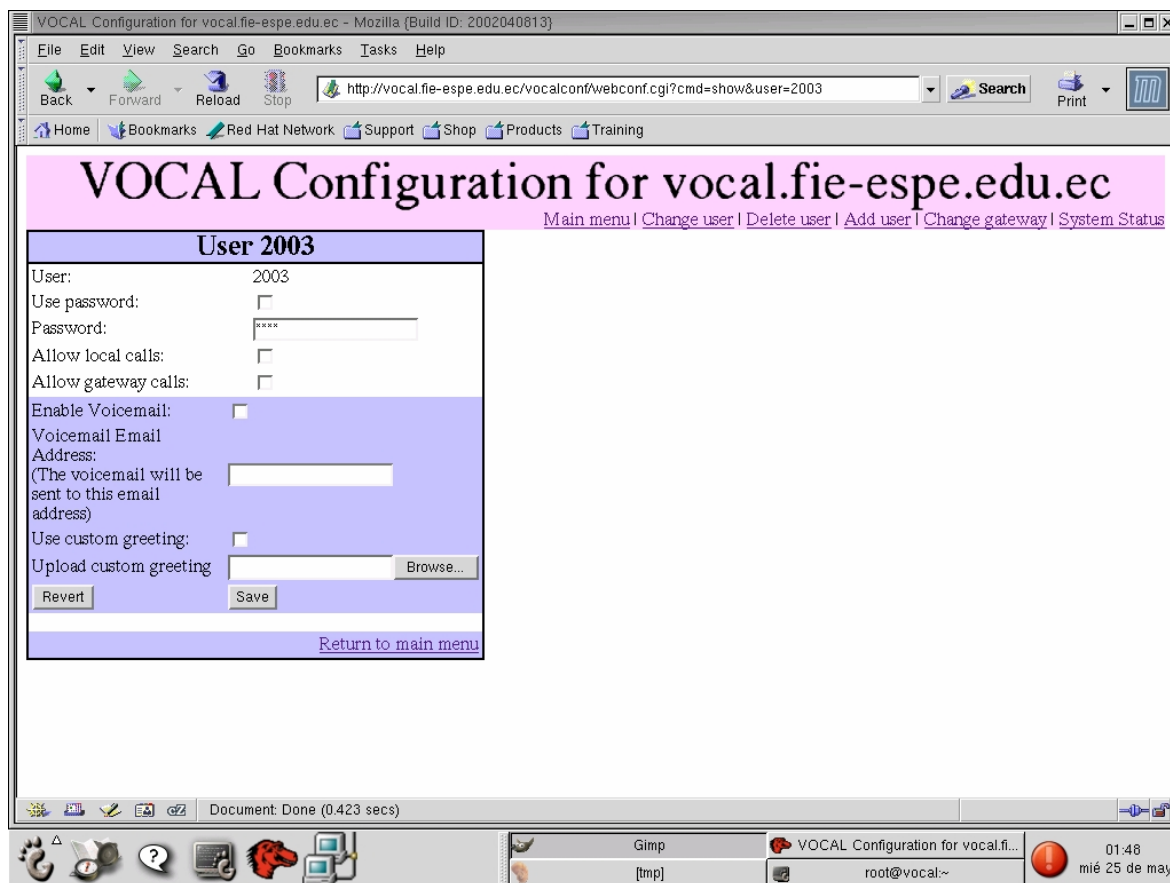 VOCAL Configuration for vocal.fie-espe.edu.ec - Mozilla {Build ID: 2002040813}
File Edit View Search Go Bookmarks Tasks Help
Back Forward Reload Stop http://vocal.fie-espe.edu.ec/vocalconf/webconf.cgi?cmd=show&user=2003 Search Print
Home Bookmarks Red Hat Network Support Shop Products Training
VOCAL Configuration for vocal.fie-espe.edu.ec
Main menu | Change user | Delete user | Add user | Change gateway | System Status
User 2003
User: 2003
Use password:
Password: ****
Allow local calls:
Allow gateway calls:
Enable Voicemail:
Voicemail Email
Address:
(The voicemail will be
sent to this email
address)
Use custom greeting:
Upload custom greeting Browse...
Revert Save
Return to main menu
Document: Done (0.423 secs)
Gimp VOCAL Configuration for vocal.fi... 01:48
[tmp] root@vocal:~ mié 25 de may